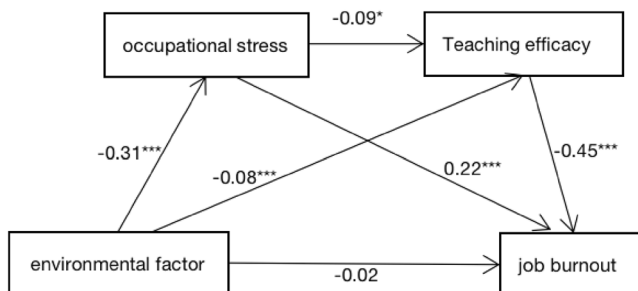 -0.09*
occupational stress
Teaching efficacy
-0.31***
-0.08***
0.22***
-0.45***
environmental factor
-0.02
job burnout